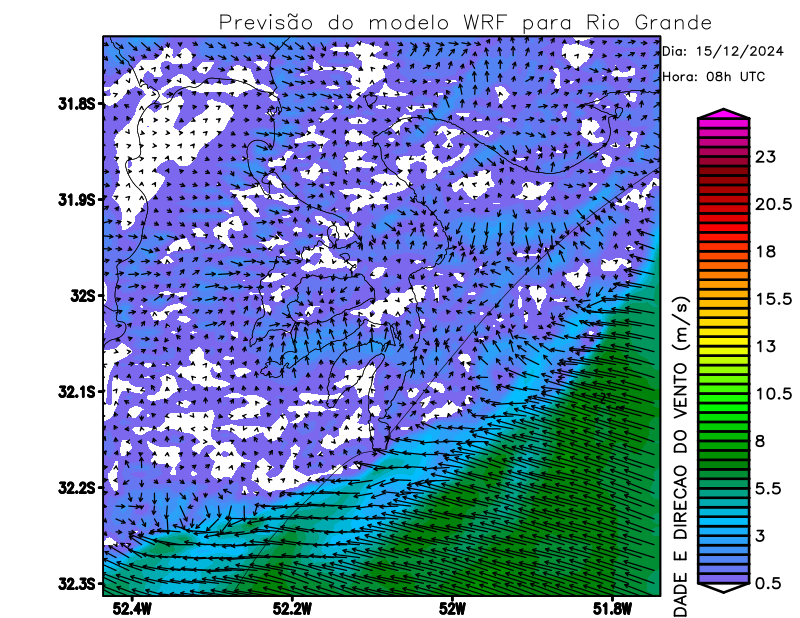 Previsão do modelo WRF para Rio Grande
Dia: 15/12/2024
Hora: 08h UTC
31.8S
31.9S
32S
32.1S
32.2S
32.3S
52.4W
52.2W
52W
51.8W
DADE E DIRECAO DO VENTO (m/s)
23
20.5
18
15.5
13
10.5
8
5.5
3
0.5